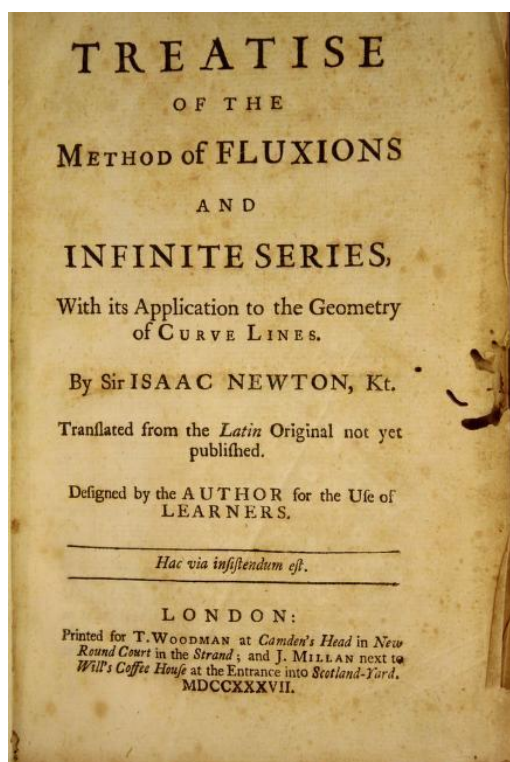 TREATISE
OF THE
METHOD of FLUXIONS
AND
INFINITE SERIES,
With its Application to the Geometry
of CURVE LINES.
By Sir ISAAC NEWTON, Kt.
Tranſlated from the Latin Original not yet
publiſhed.
Deſigned by the AUTHOR for the Uſe of
LEARNERS.
Hac via inſiſtendum eſt.
LONDON:
Printed for T. WOODMAN at Camden's Head in New
Round Court in the Strand; and J. MILLAN next to
Will's Coffee Houſe at the Entrance into Scotland-Yard.
MDCCXXXVII.